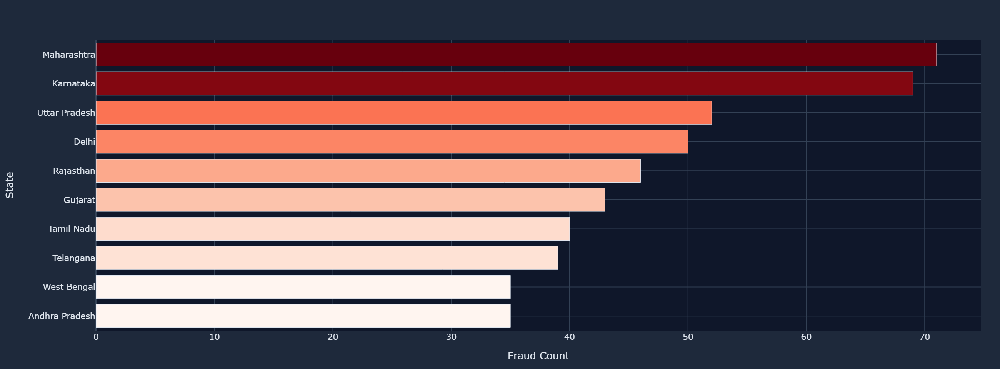 Maharashtra
Karnataka
Uttar Pradesh
Delhi
Rajasthan
Gujarat
Tamil Nadu
Telangana
West Bengal
Andhra Pradesh
State
0 10 20 30 40 50 60 70
Fraud Count